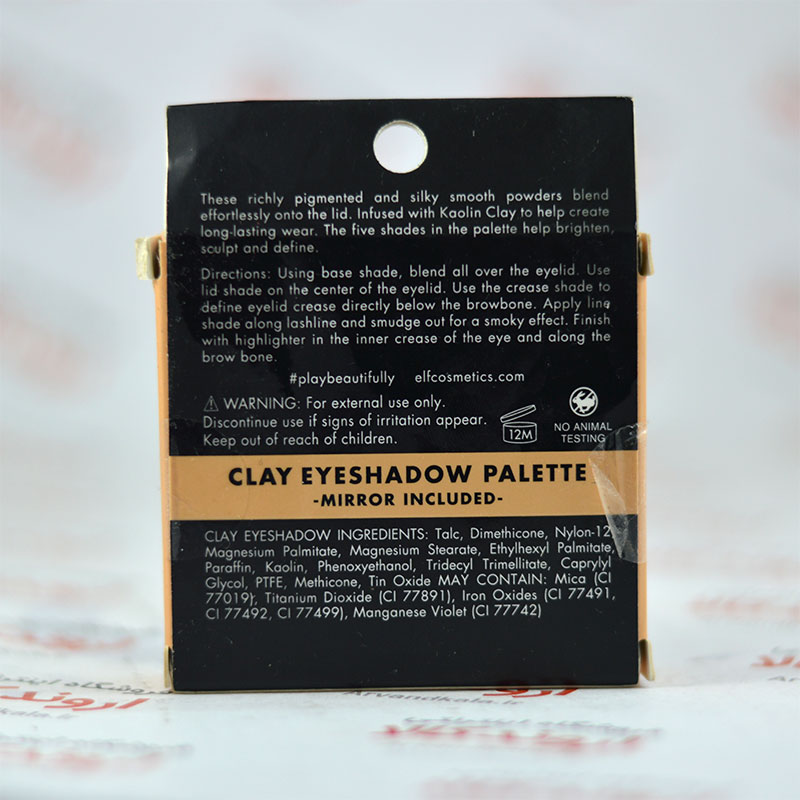 These richly pigmented and silky smooth powders blend
effortlessly onto the lid. Infused with Kaolin Clay to help create
long-lasting wear. The five shades in the palette help brighten,
sculpt and define.
Directions: Using base shade, blend all over the eyelid. Use
lid shade on the center of the eyelid. Use the crease shade to
define eyelid crease directly below the browbone. Apply line
shade along lashline and smudge out for a smoky effect. Finish
with highlighter in the inner crease of the eye and along the
brow bone.
#playbeautifully elfcosmetics.com
⚠ WARNING: For external use only.
Discontinue use if signs of irritation appear.
Keep out of reach of children.
12M
NO ANIMAL
TESTING
CLAY EYESHADOW PALETTE
-MIRROR INCLUDED-
CLAY EYESHADOW INGREDIENTS: Talc, Dimethicone, Nylon-12,
Magnesium Palmitate, Magnesium Stearate, Ethylhexyl Palmitate,
Paraffin, Kaolin, Phenoxyethanol, Tridecyl Trimellitate, Caprylyl
Glycol, PTFE, Methicone, Tin Oxide MAY CONTAIN: Mica (CI
77019), Titanium Dioxide (CI 77891), Iron Oxides (CI 77491,
CI 77492, CI 77499), Manganese Violet (CI 77742)
فروشگاه اینترنتی
اروند
Arvandkala.ir